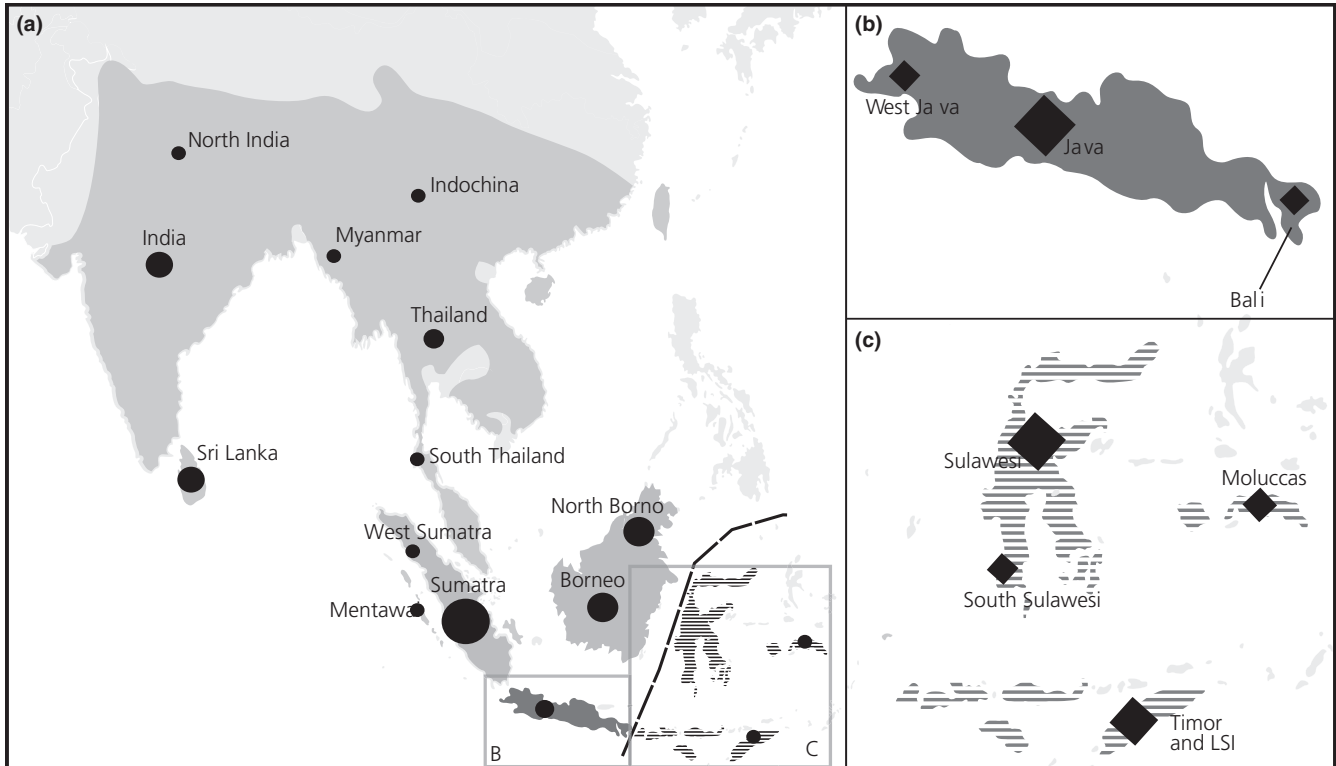 (a)
North India
Indochina
India
Myanmar
Thailand
Sri Lanka
South Thailand
North Borno
West Sumatra
Sumatra
Borneo
Mentawai
B
C
(b)
West Ja va
Java
Bali
(c)
Sulawesi
Moluccas
South Sulawesi
Timor
and LSI